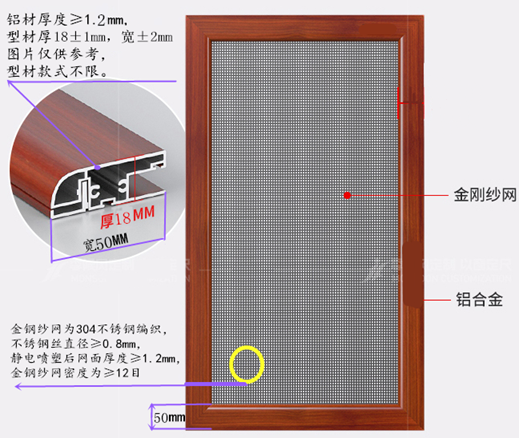 铝材厚度≥1.2mm,
型材厚18±1mm，宽±2mm
图片仅供参考，
型材款式不限。
厚18MM
宽50MM
金刚纱网
铝合金
金钢纱网为304不锈钢编织，
不锈钢丝直径≥0.8mm，
静电喷塑后网面厚度≥1.2mm，
金钢纱网密度为≥12目
50mm